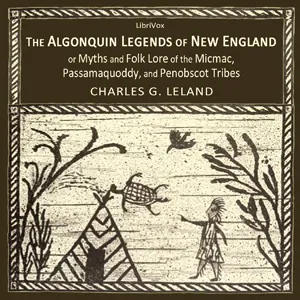 LibriVox
THE ALGONQUIN LEGENDS OF NEW ENGLAND
or Myths and Folk Lore of the Micmac,
Passamaquoddy, and Penobscot Tribes
CHARLES G. LELAND